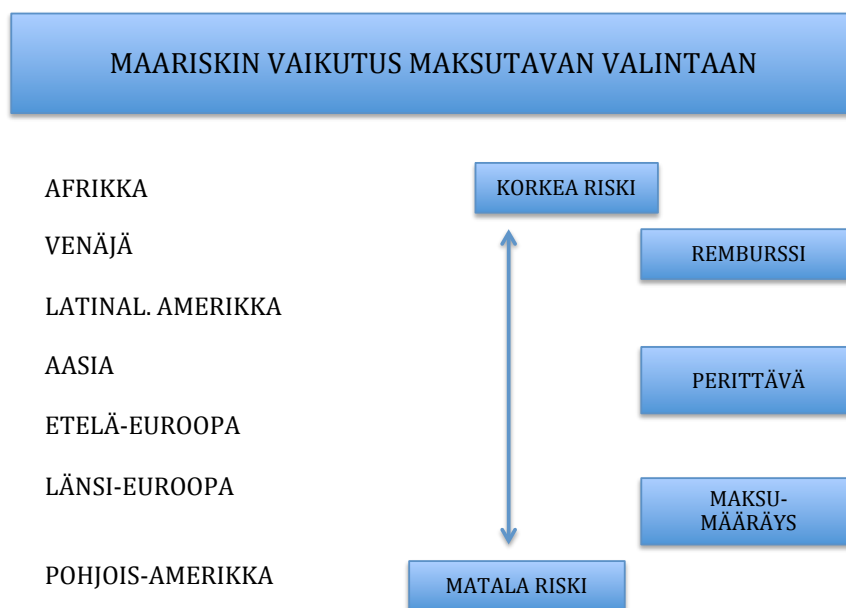 MAARISKIN VAIKUTUS MAKSUTAVAN VALINTAAN
AFRIKKA
KORKEA RISKI
VENÄJÄ
REMBURSSI
LATINAL. AMERIKKA
AASIA
PERITTÄVÄ
ETELÄ-EUROOPA
LÄNSI-EUROOPA
MAKSU-
MÄÄRÄYS
POHJOIS-AMERIKKA
MATALA RISKI